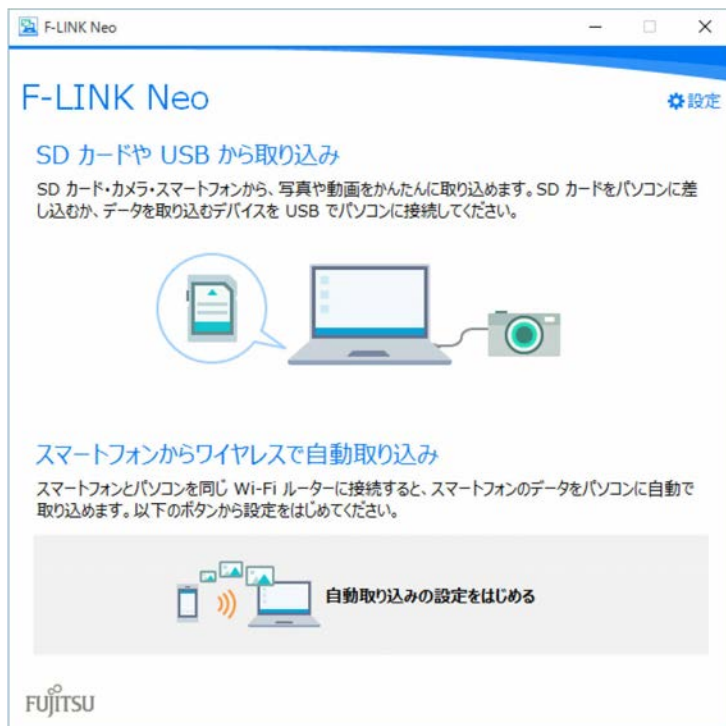 F-LINK Neo
F-LINK Neo
設定
SD カードや USB から取り込み
SD カード・カメラ・スマートフォンから、写真や動画をかんたんに取り込めます。SD カードをパソコンに差
し込むか、データを取り込むデバイスを USB でパソコンに接続してください。
スマートフォンからワイヤレスで自動取り込み
スマートフォンとパソコンを同じ Wi-Fi ルーターに接続すると、スマートフォンのデータをパソコンに自動で
取り込めます。以下のボタンから設定をはじめてください。
自動取り込みの設定をはじめる
FUJITSU